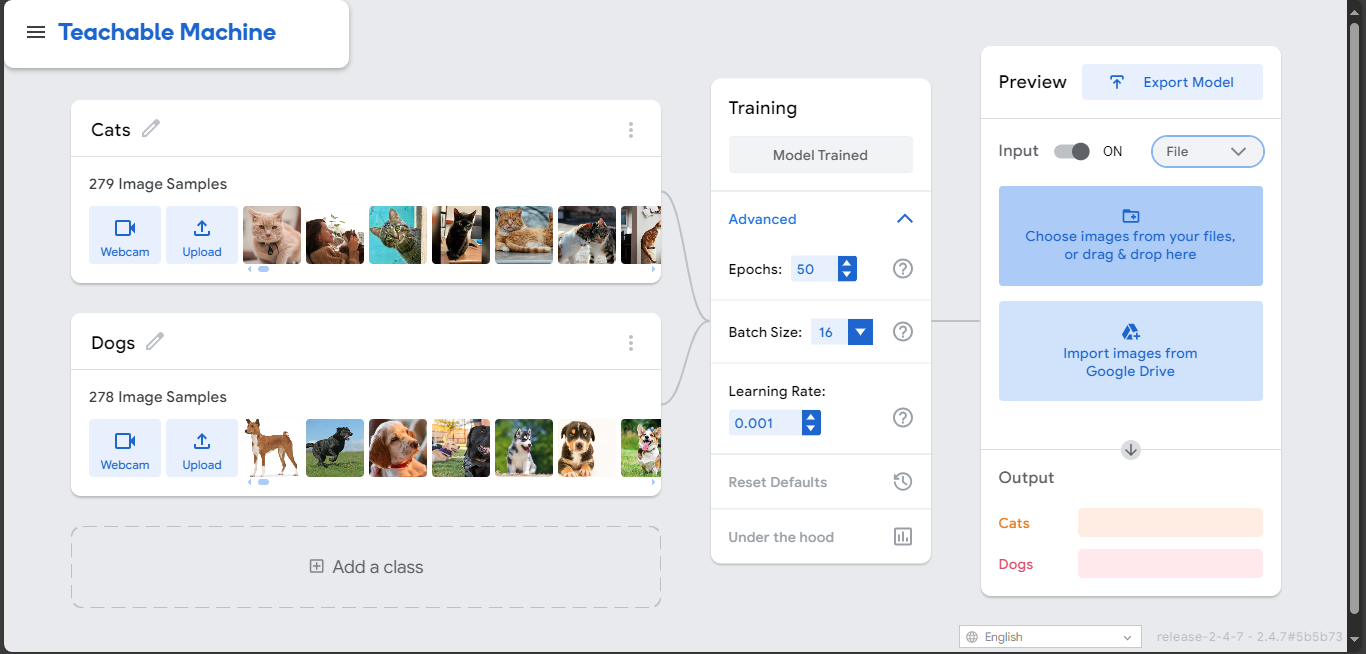 Teachable Machine
Cats
279 Image Samples
Webcam
Upload
Dogs
278 Image Samples
Webcam
Upload
Add a class
Training
Model Trained
Advanced
Epochs: 50
Batch Size: 16
Learning Rate:
0.001
Reset Defaults
Under the hood
Preview
Export Model
Input ON File
Choose images from your files,
or drag & drop here
Import images from
Google Drive
Output
Cats
Dogs
English
release-2-4-7 - 2.4.7#5b5b73